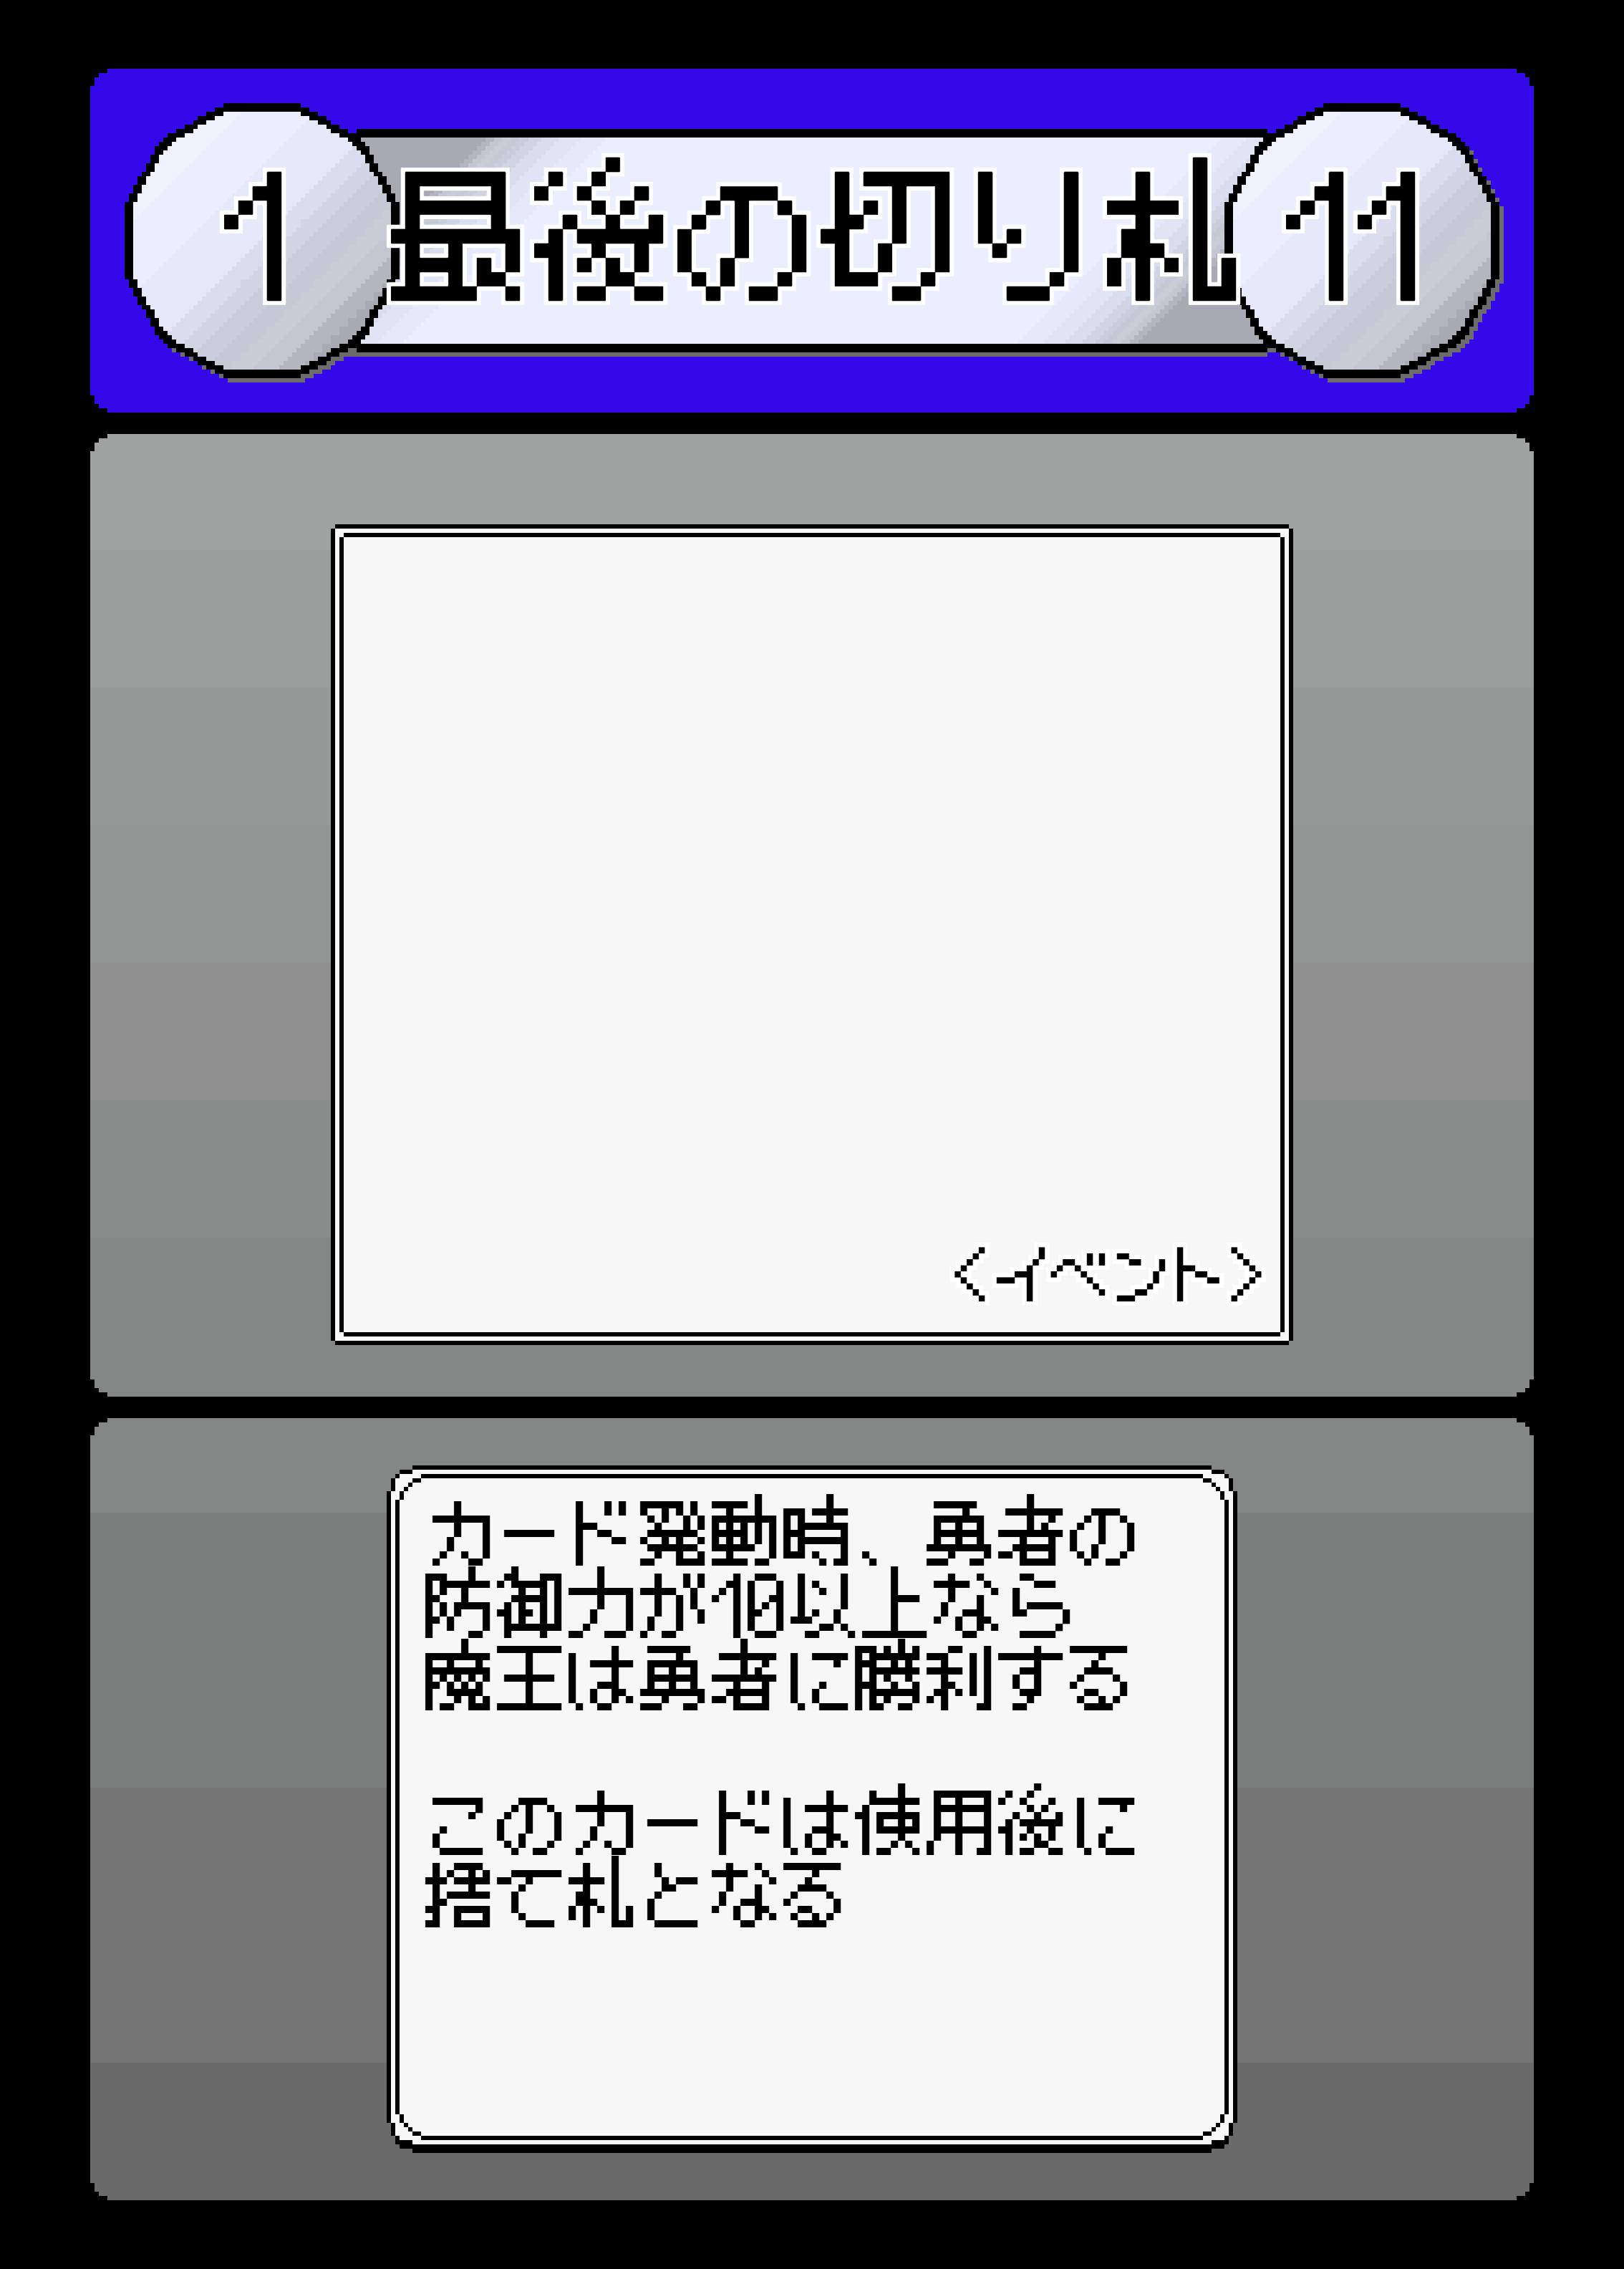 1 最後の切り札 11
<イベント>
カード発動時、勇者の
防御力が10以上なら
魔王は勇者に勝利する
このカードは使用後に
捨て札となる